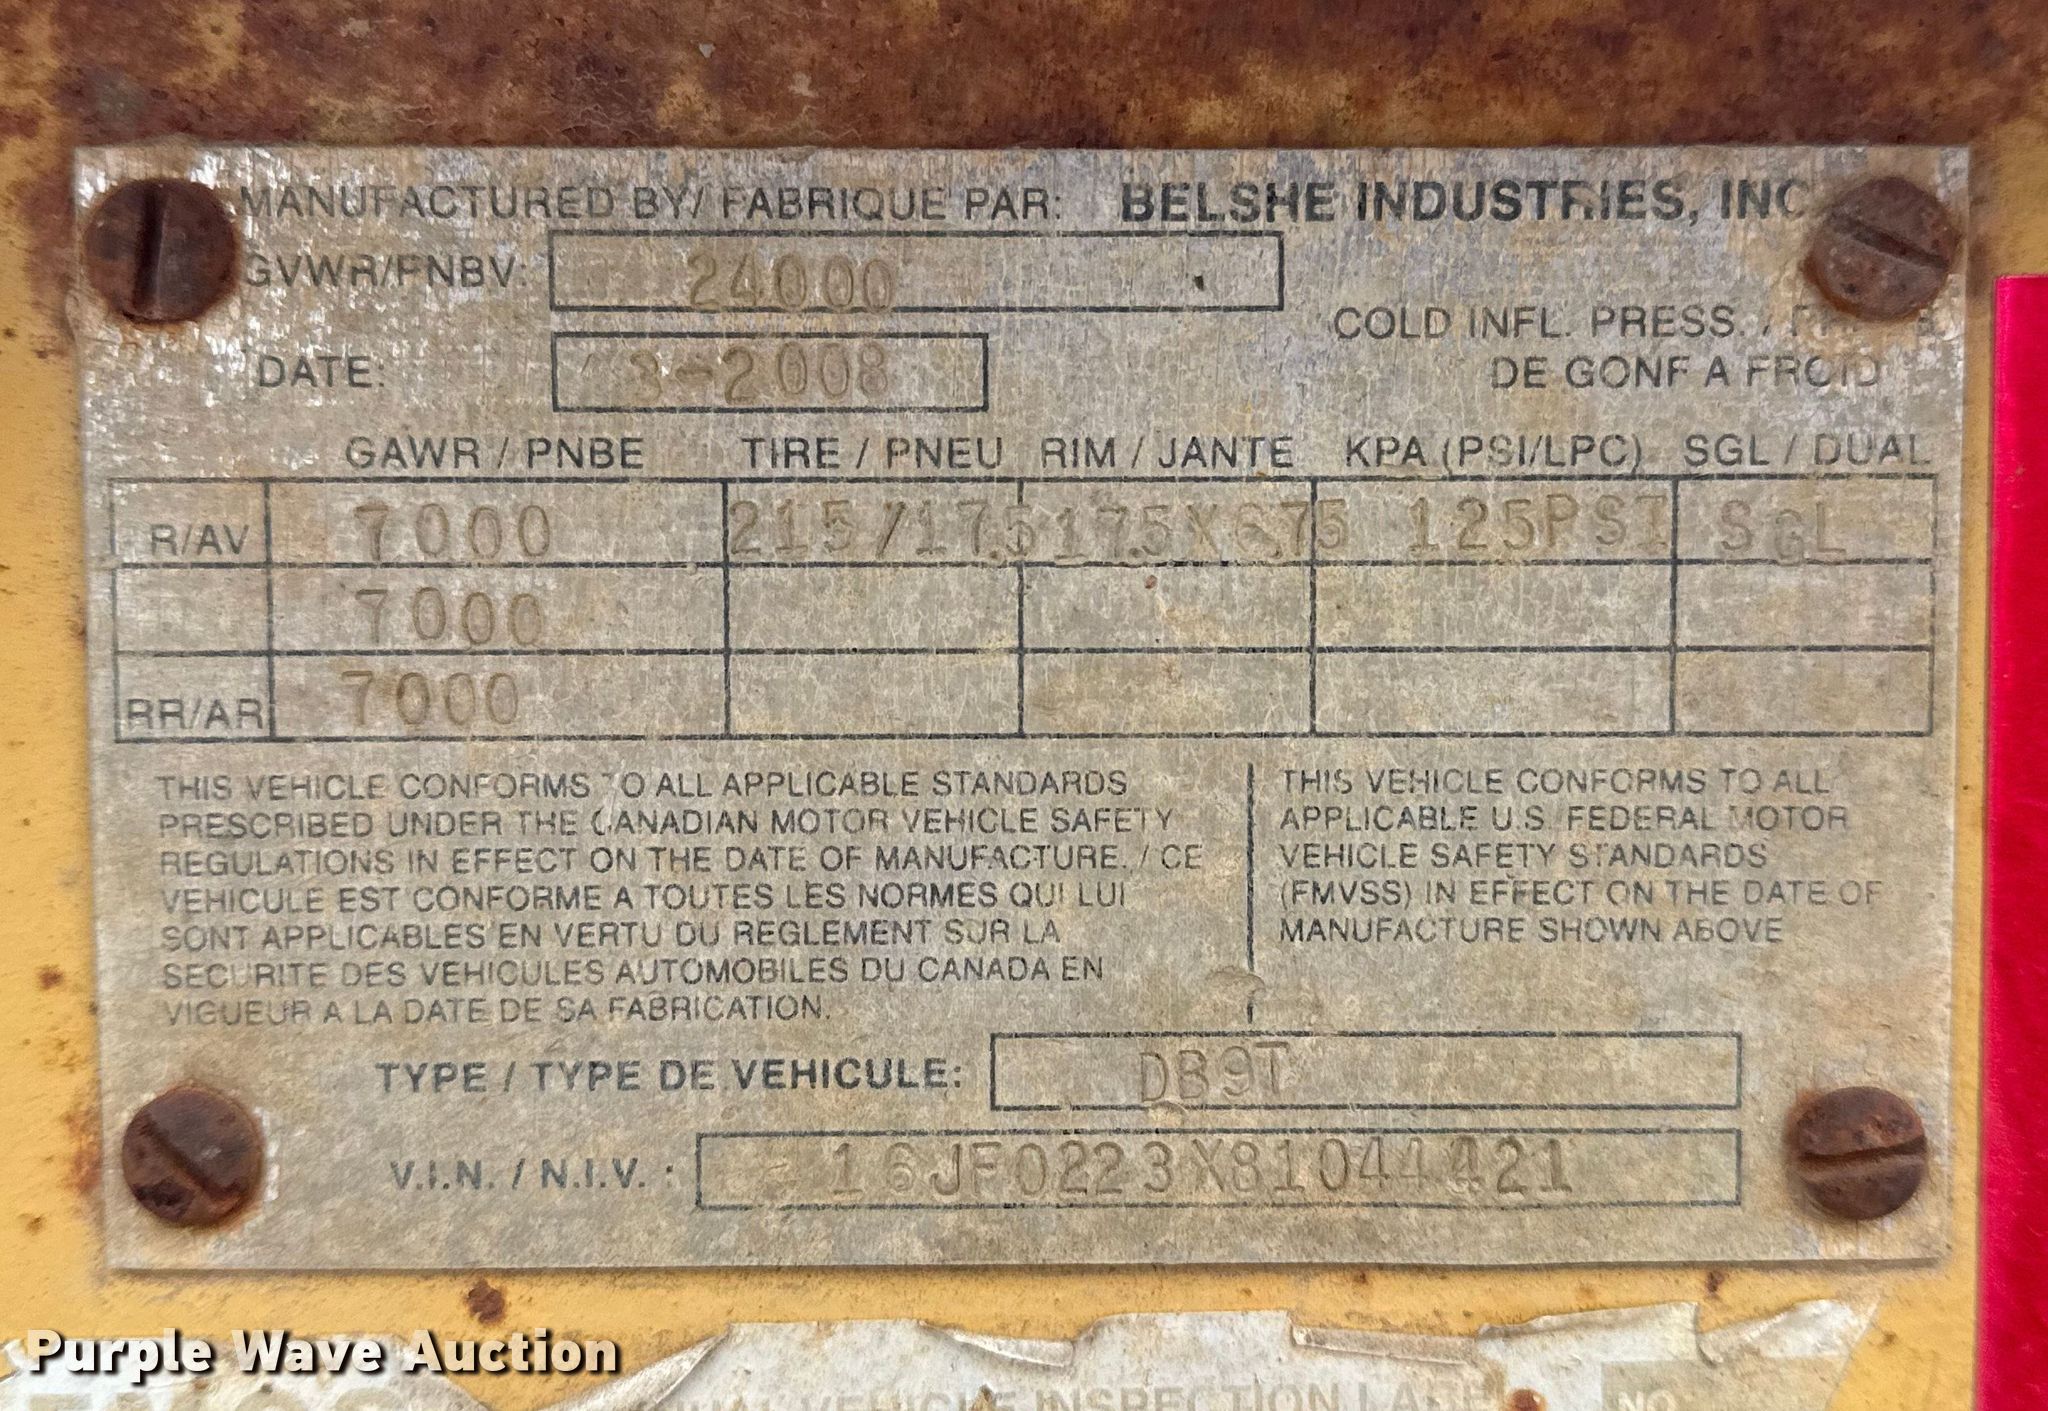 MANUFACTURED BY/ FABRIQUE PAR: BELSHE INDUSTRIES, INC
GVWR/PNBV: 24000
COLD INFL. PRESS. /
DATE: 3-2008
DE GONF A FROID
GAWR / PNBE TIRE / PNEU RIM / JANTE KPA (PSI/LPC) SGL / DUAL
R/AV 7000 215/17.5 17.5X6.75 125PSI SGL
7000
RR/AR 7000
THIS VEHICLE CONFORMS TO ALL APPLICABLE STANDARDS
PRESCRIBED UNDER THE CANADIAN MOTOR VEHICLE SAFETY
REGULATIONS IN EFFECT ON THE DATE OF MANUFACTURE. / CE
VEHICULE EST CONFORME A TOUTES LES NORMES QUI LUI
SONT APPLICABLES EN VERTU DU REGLEMENT SUR LA
SECURITE DES VEHICULES AUTOMOBILES DU CANADA EN
VIGUEUR A LA DATE DE SA FABRICATION.
THIS VEHICLE CONFORMS TO ALL
APPLICABLE U.S. FEDERAL MOTOR
VEHICLE SAFETY STANDARDS
(FMVSS) IN EFFECT ON THE DATE OF
MANUFACTURE SHOWN ABOVE
TYPE / TYPE DE VEHICULE: DB9T
V.I.N. / N.I.V. : 16JF0223X81044421
Purple Wave Auction
VEHICLE INSPECTION
NO.